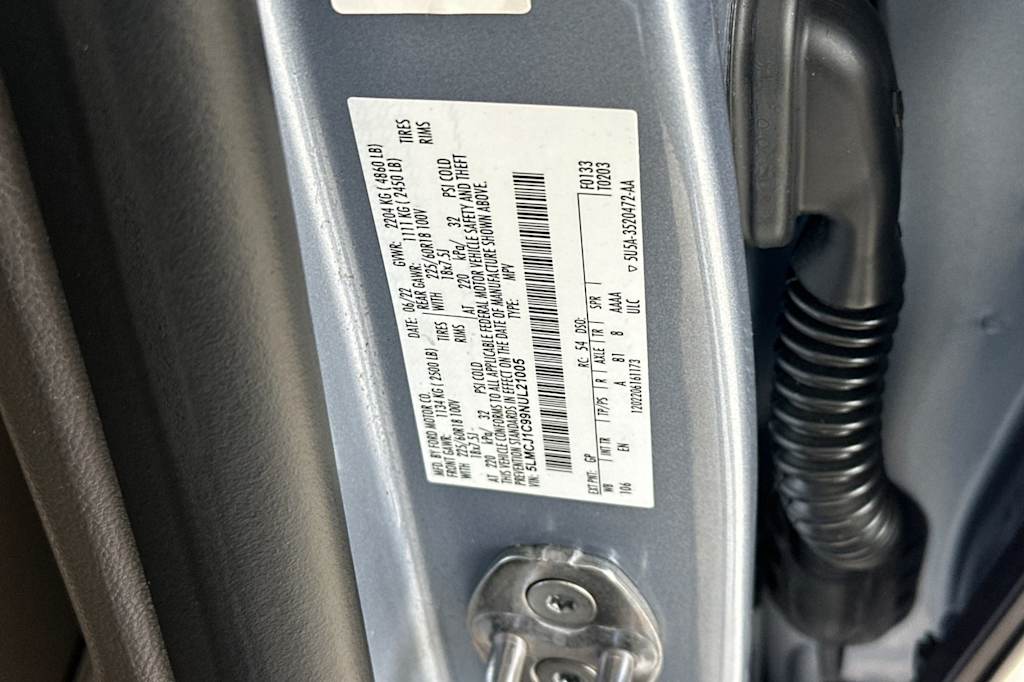 MFD. BY FORD MOTOR CO. DATE: 06/22 GVWR: 2204 KG ( 4860 LB)
FRONT GAWR: 1134 KG ( 2500 LB) REAR GAWR: 1111 KG ( 2450 LB)
WITH 225/60R18 100V TIRES WITH 225/60R18 100V TIRES
18x7.5J RIMS 18x7.5J RIMS
AT 220 kPa/ 32 PSI COLD AT 220 kPa/ 32 PSI COLD
THIS VEHICLE CONFORMS TO ALL APPLICABLE FEDERAL MOTOR VEHICLE SAFETY AND THEFT
PREVENTION STANDARDS IN EFFECT ON THE DATE OF MANUFACTURE SHOWN ABOVE.
VIN: 5LMCJ1C99NUL21005 TYPE: MPV
F0133
T0203
EXT PNT: GP RC: 54 DSO:
WB INT TR TP/PS R AXLE TR SPR
106 EN A 81 8 AAAA
1202206161173 ULC ▽ 5U5A-3520472-AA